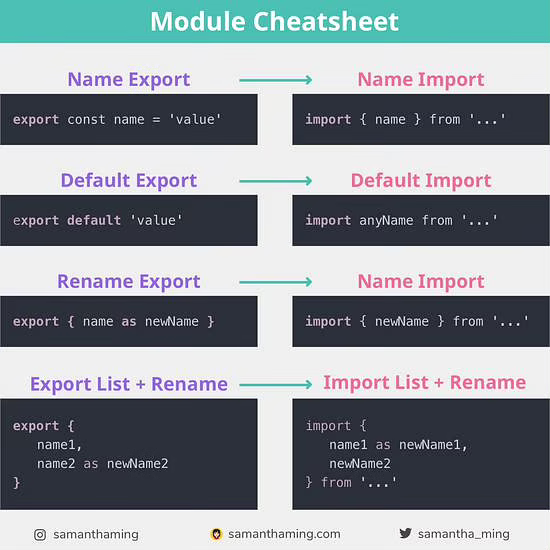 Module Cheatsheet
Name Export
Name Import
export const name = 'value'
import { name } from '...'
Default Export
Default Import
export default 'value'
import anyName from '...'
Rename Export
Name Import
export { name as newName }
import { newName } from '...'
Export List + Rename
Import List + Rename
export {
name1,
name2 as newName2
}
import {
name1 as newName1,
newName2
} from '...'
samanthaming
samanthaming.com
samantha_ming